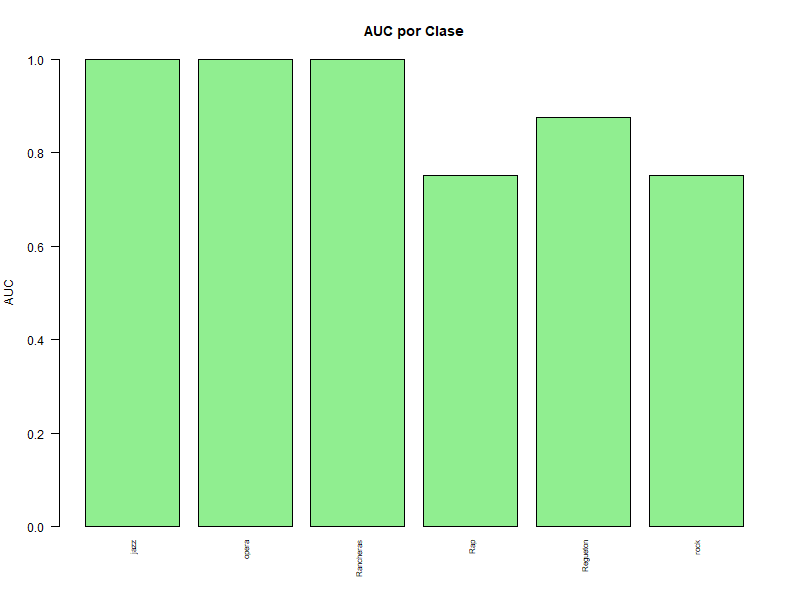 AUC por Clase
AUC
1.0
0.8
0.6
0.4
0.2
0.0
jazz
opera
Rancheras
Rap
Regueton
rock